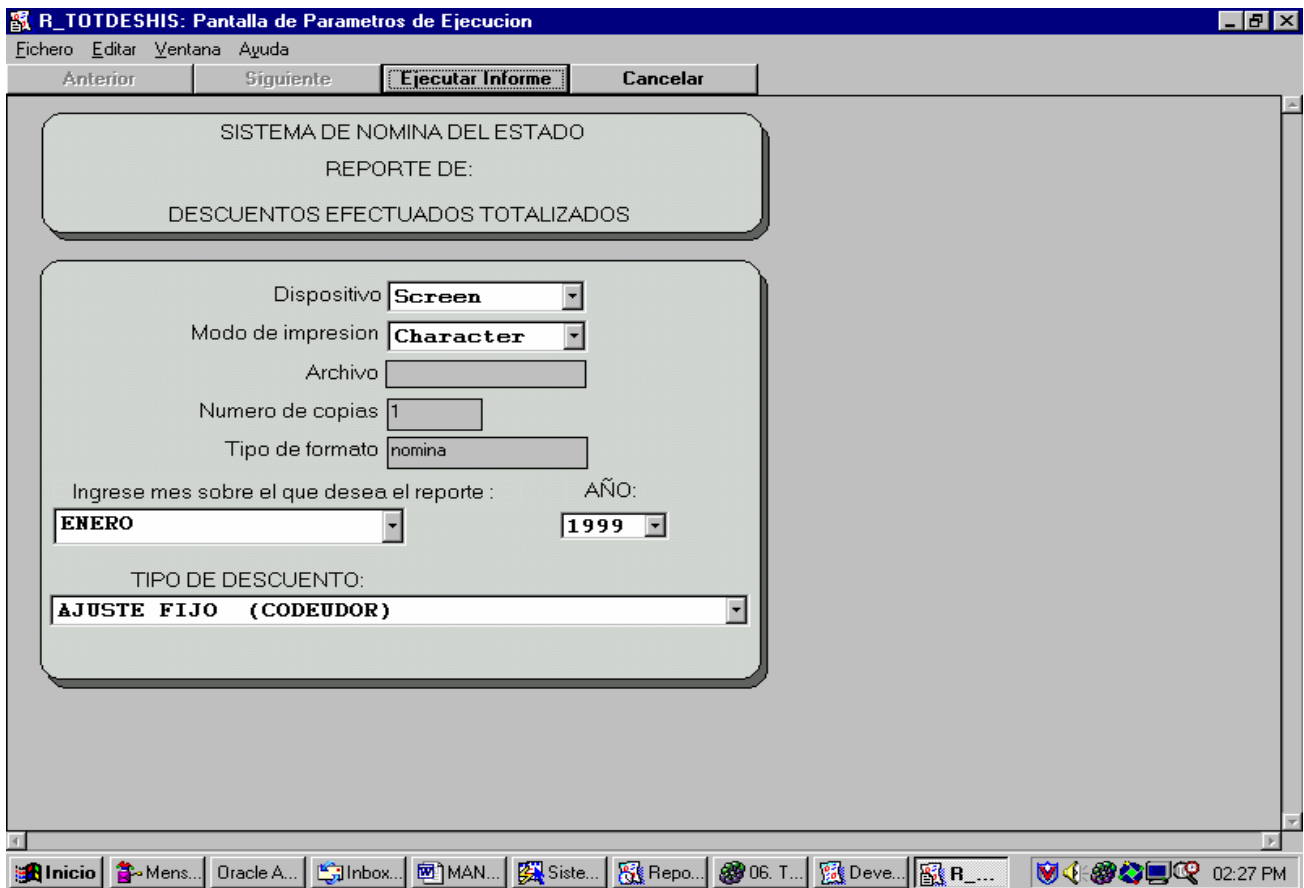 R_TOTDESHIS: Pantalla de Parametros de Ejecucion
Fichero Editar Ventana Ayuda
Anterior Siguiente Ejecutar Informe Cancelar
SISTEMA DE NOMINA DEL ESTADO
REPORTE DE:
DESCUENTOS EFECTUADOS TOTALIZADOS
Dispositivo Screen
Modo de impresion Character
Archivo
Numero de copias 1
Tipo de formato nomina
Ingrese mes sobre el que desea el reporte : AÑO:
ENERO 1999
TIPO DE DESCUENTO:
AJUSTE FIJO (CODEUDOR)
Inicio Mens... Oracle A... Inbox... MAN... Siste... Repo... 06. T... Deve... R_... 02:27 PM